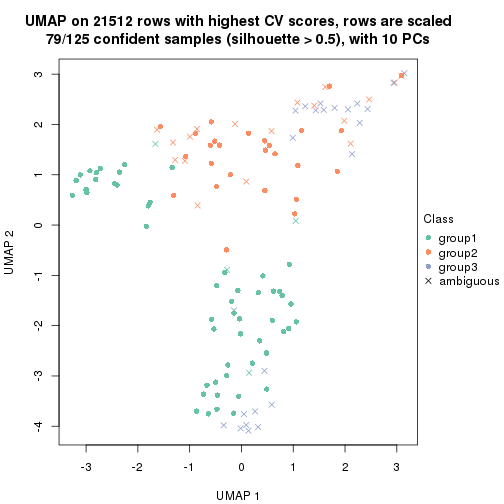 UMAP on 21512 rows with highest CV scores, rows are scaled
79/125 confident samples (silhouette > 0.5), with 10 PCs
3
2
1
0
-1
-2
-3
-4
UMAP 2
-3
-2
-1
0
1
2
3
UMAP 1
Class
group1
group2
group3
ambiguous